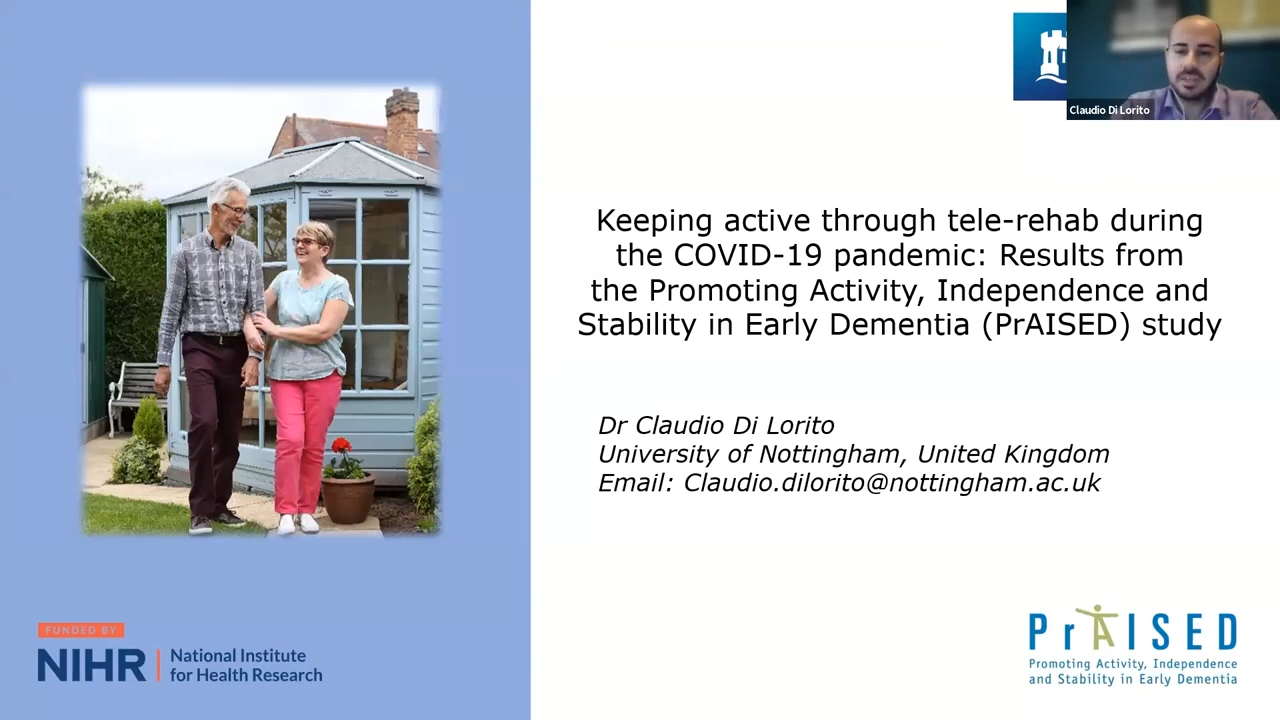 Claudio Di Lorito
Keeping active through tele-rehab during
the COVID-19 pandemic: Results from
the Promoting Activity, Independence and
Stability in Early Dementia (PrAISED) study
Dr Claudio Di Lorito
University of Nottingham, United Kingdom
Email: Claudio.dilorito@nottingham.ac.uk
FUNDED BY
NIHR | National Institute
for Health Research
PrAISED
Promoting Activity, Independence
and Stability in Early Dementia